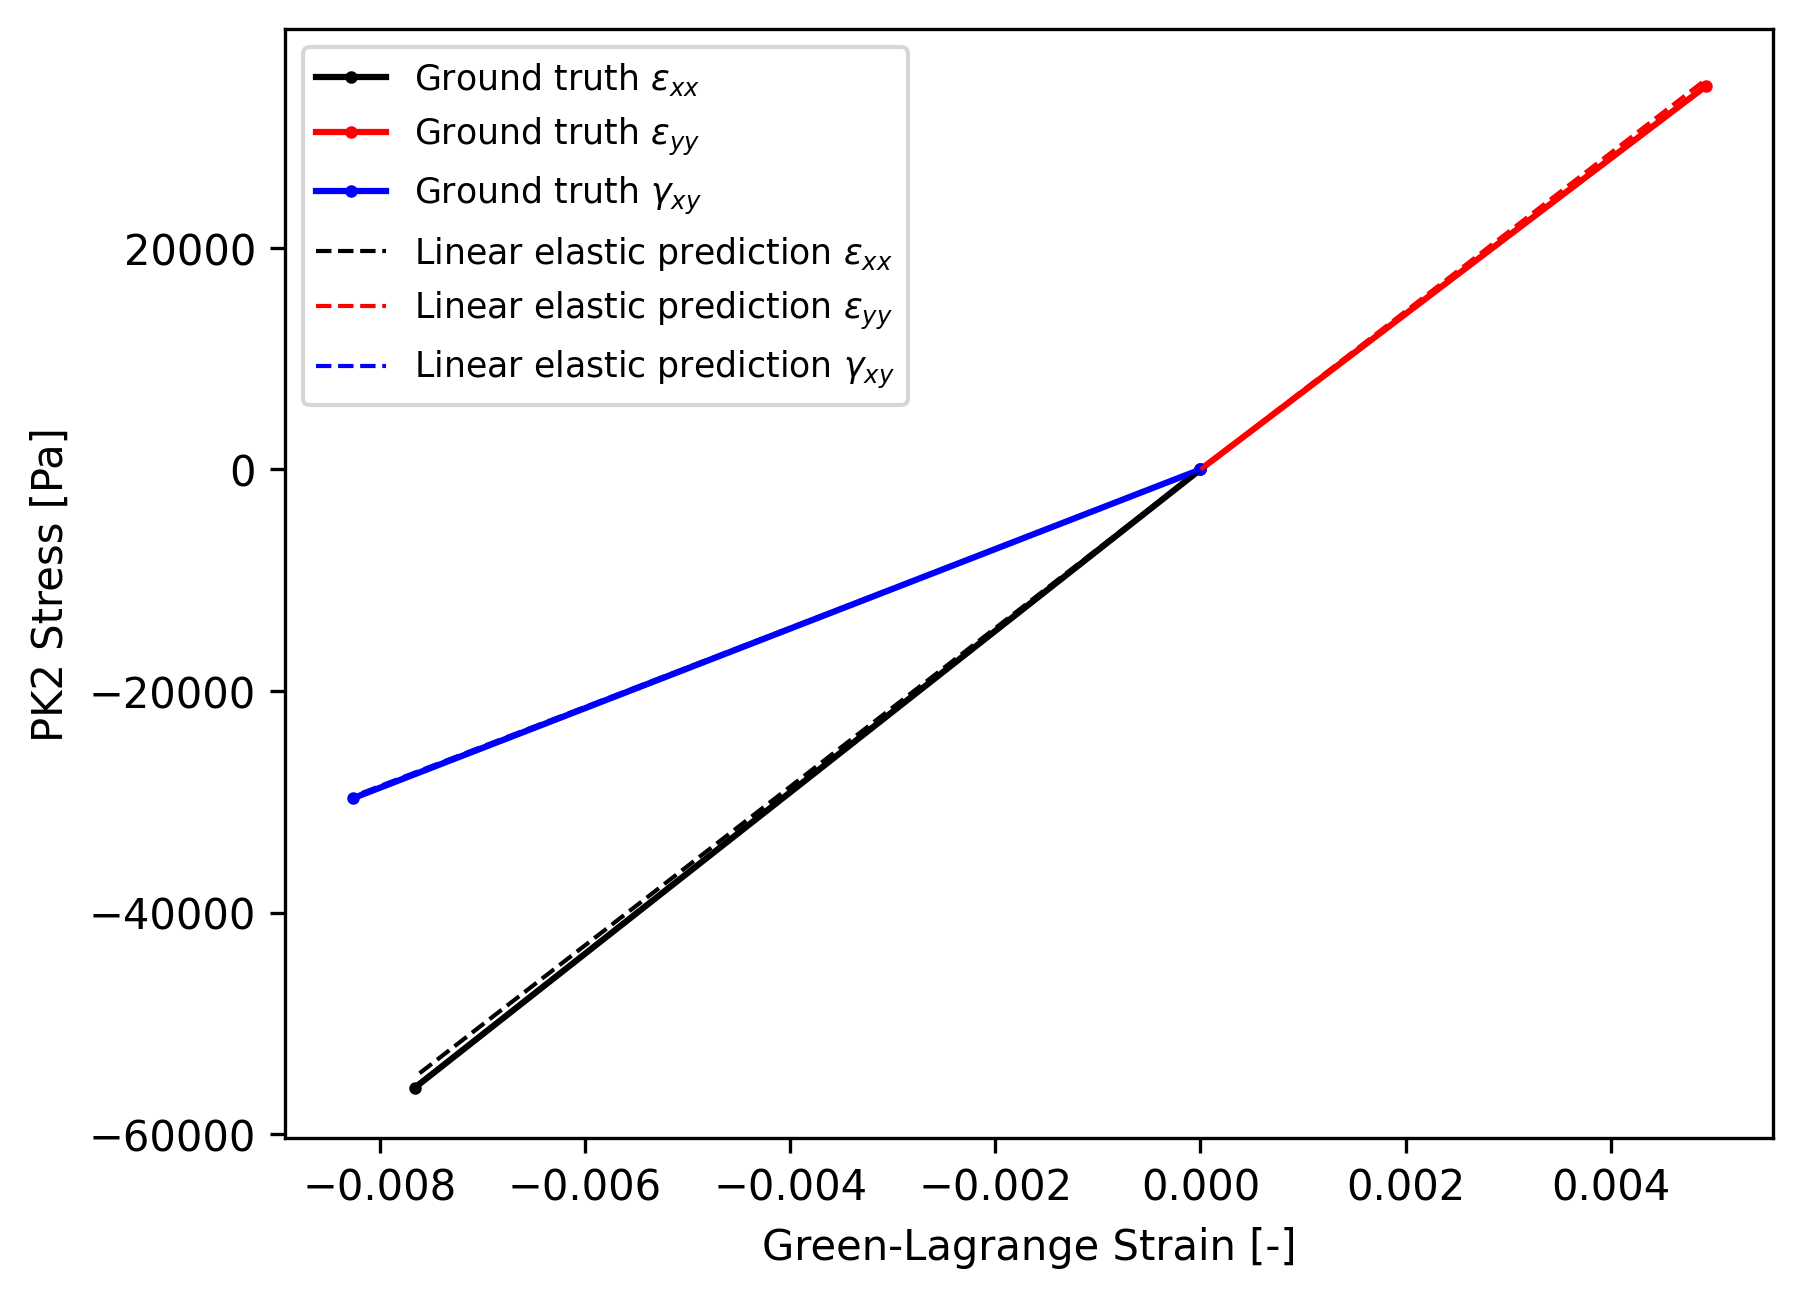 Ground truth εxx
Ground truth εyy
Ground truth γxy
Linear elastic prediction εxx
Linear elastic prediction εyy
Linear elastic prediction γxy
20000
0
−20000
−40000
−60000
PK2 Stress [Pa]
−0.008 −0.006 −0.004 −0.002 0.000 0.002 0.004
Green-Lagrange Strain [-]